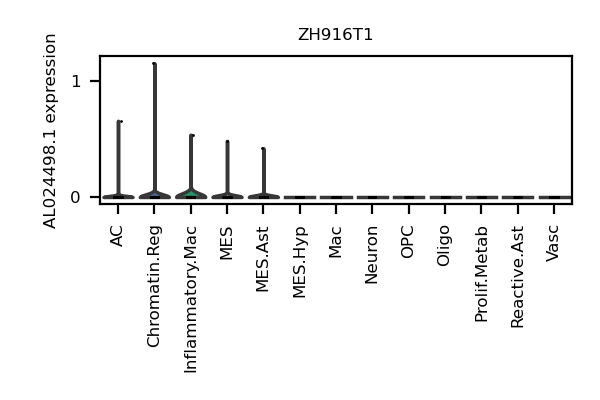 ZH916T1
AL024498.1 expression
1
0
AC
Chromatin.Reg
Inflammatory.Mac
MES
MES.Ast
MES.Hyp
Mac
Neuron
OPC
Oligo
Prolif.Metab
Reactive.Ast
Vasc